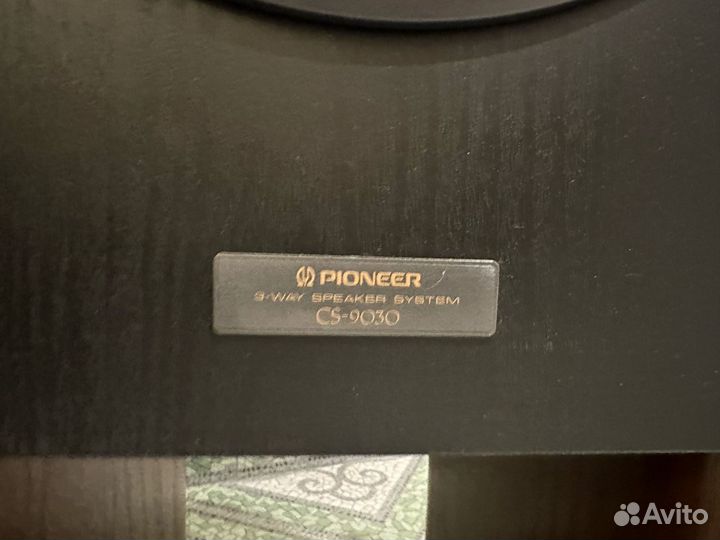 PIONEER
3-WAY SPEAKER SYSTEM
CS-9030
Avito